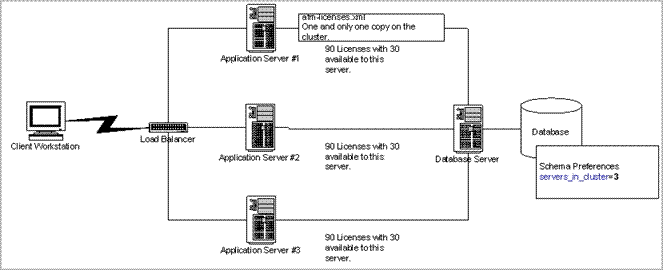 afm-licenses.xml
One and only one copy on the
cluster.
Application Server #1
90 Licenses with 30
available to this
server.
Client Workstation
Load Balancer
Application Server #2
90 Licenses with 30
available to this
server.
Database Server
Database
Schema Preferences
servers_in_cluster=3
Application Server #3
90 Licenses with 30
available to this
server.